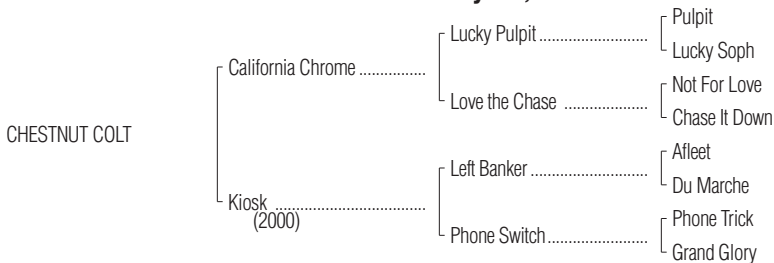 Pulpit
Lucky Pulpit
Lucky Soph
California Chrome
Not For Love
Love the Chase
Chase It Down
CHESTNUT COLT
Afleet
Left Banker
Du Marche
Kiosk
(2000)
Phone Trick
Phone Switch
Grand Glory